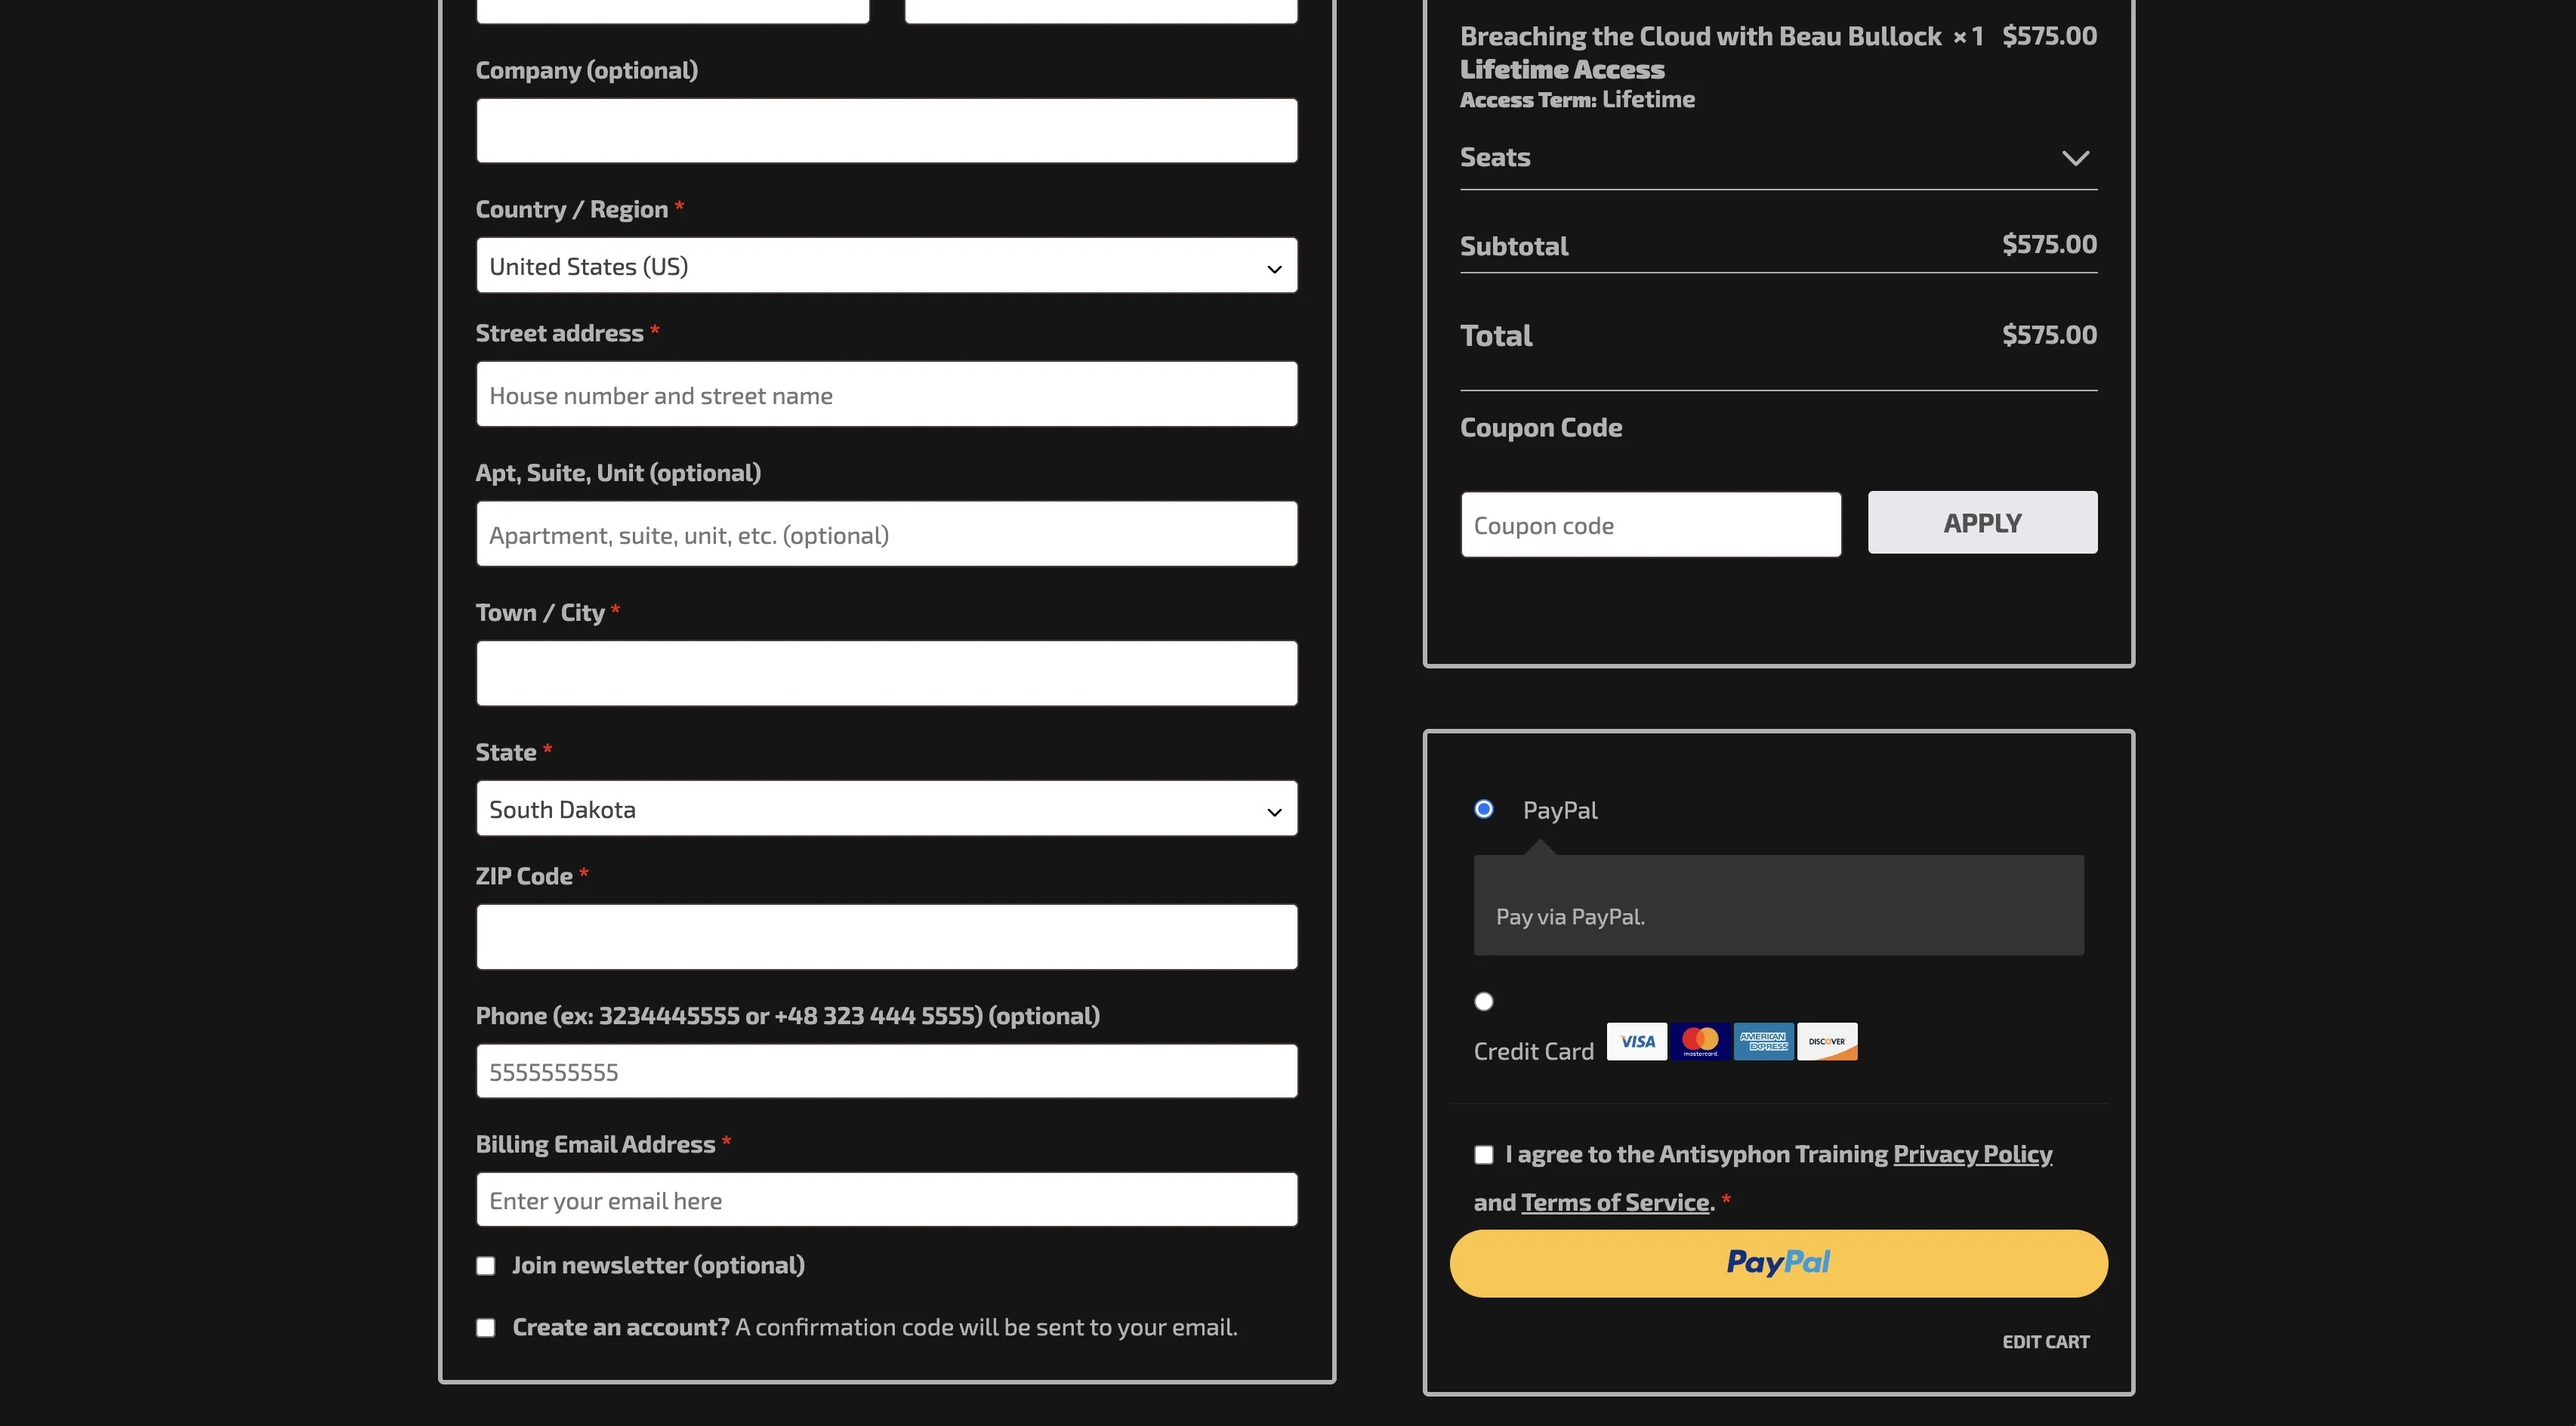 Company (optional)
Country / Region *
United States (US)
Street address *
House number and street name
Apt, Suite, Unit (optional)
Apartment, suite, unit, etc. (optional)
Town / City *
State *
South Dakota
ZIP Code *
Phone (ex: 3234445555 or +48 323 444 5555) (optional)
5555555555
Billing Email Address *
Enter your email here
Join newsletter (optional)
Create an account? A confirmation code will be sent to your email.
Breaching the Cloud with Beau Bullock × 1 $575.00
Lifetime Access
Access Term: Lifetime
Seats
Subtotal $575.00
Total $575.00
Coupon Code
Coupon code APPLY
PayPal
Pay via PayPal.
Credit Card VISA mastercard. AMERICAN EXPRESS DISCOVER
I agree to the Antisyphon Training Privacy Policy
and Terms of Service. *
PayPal
EDIT CART